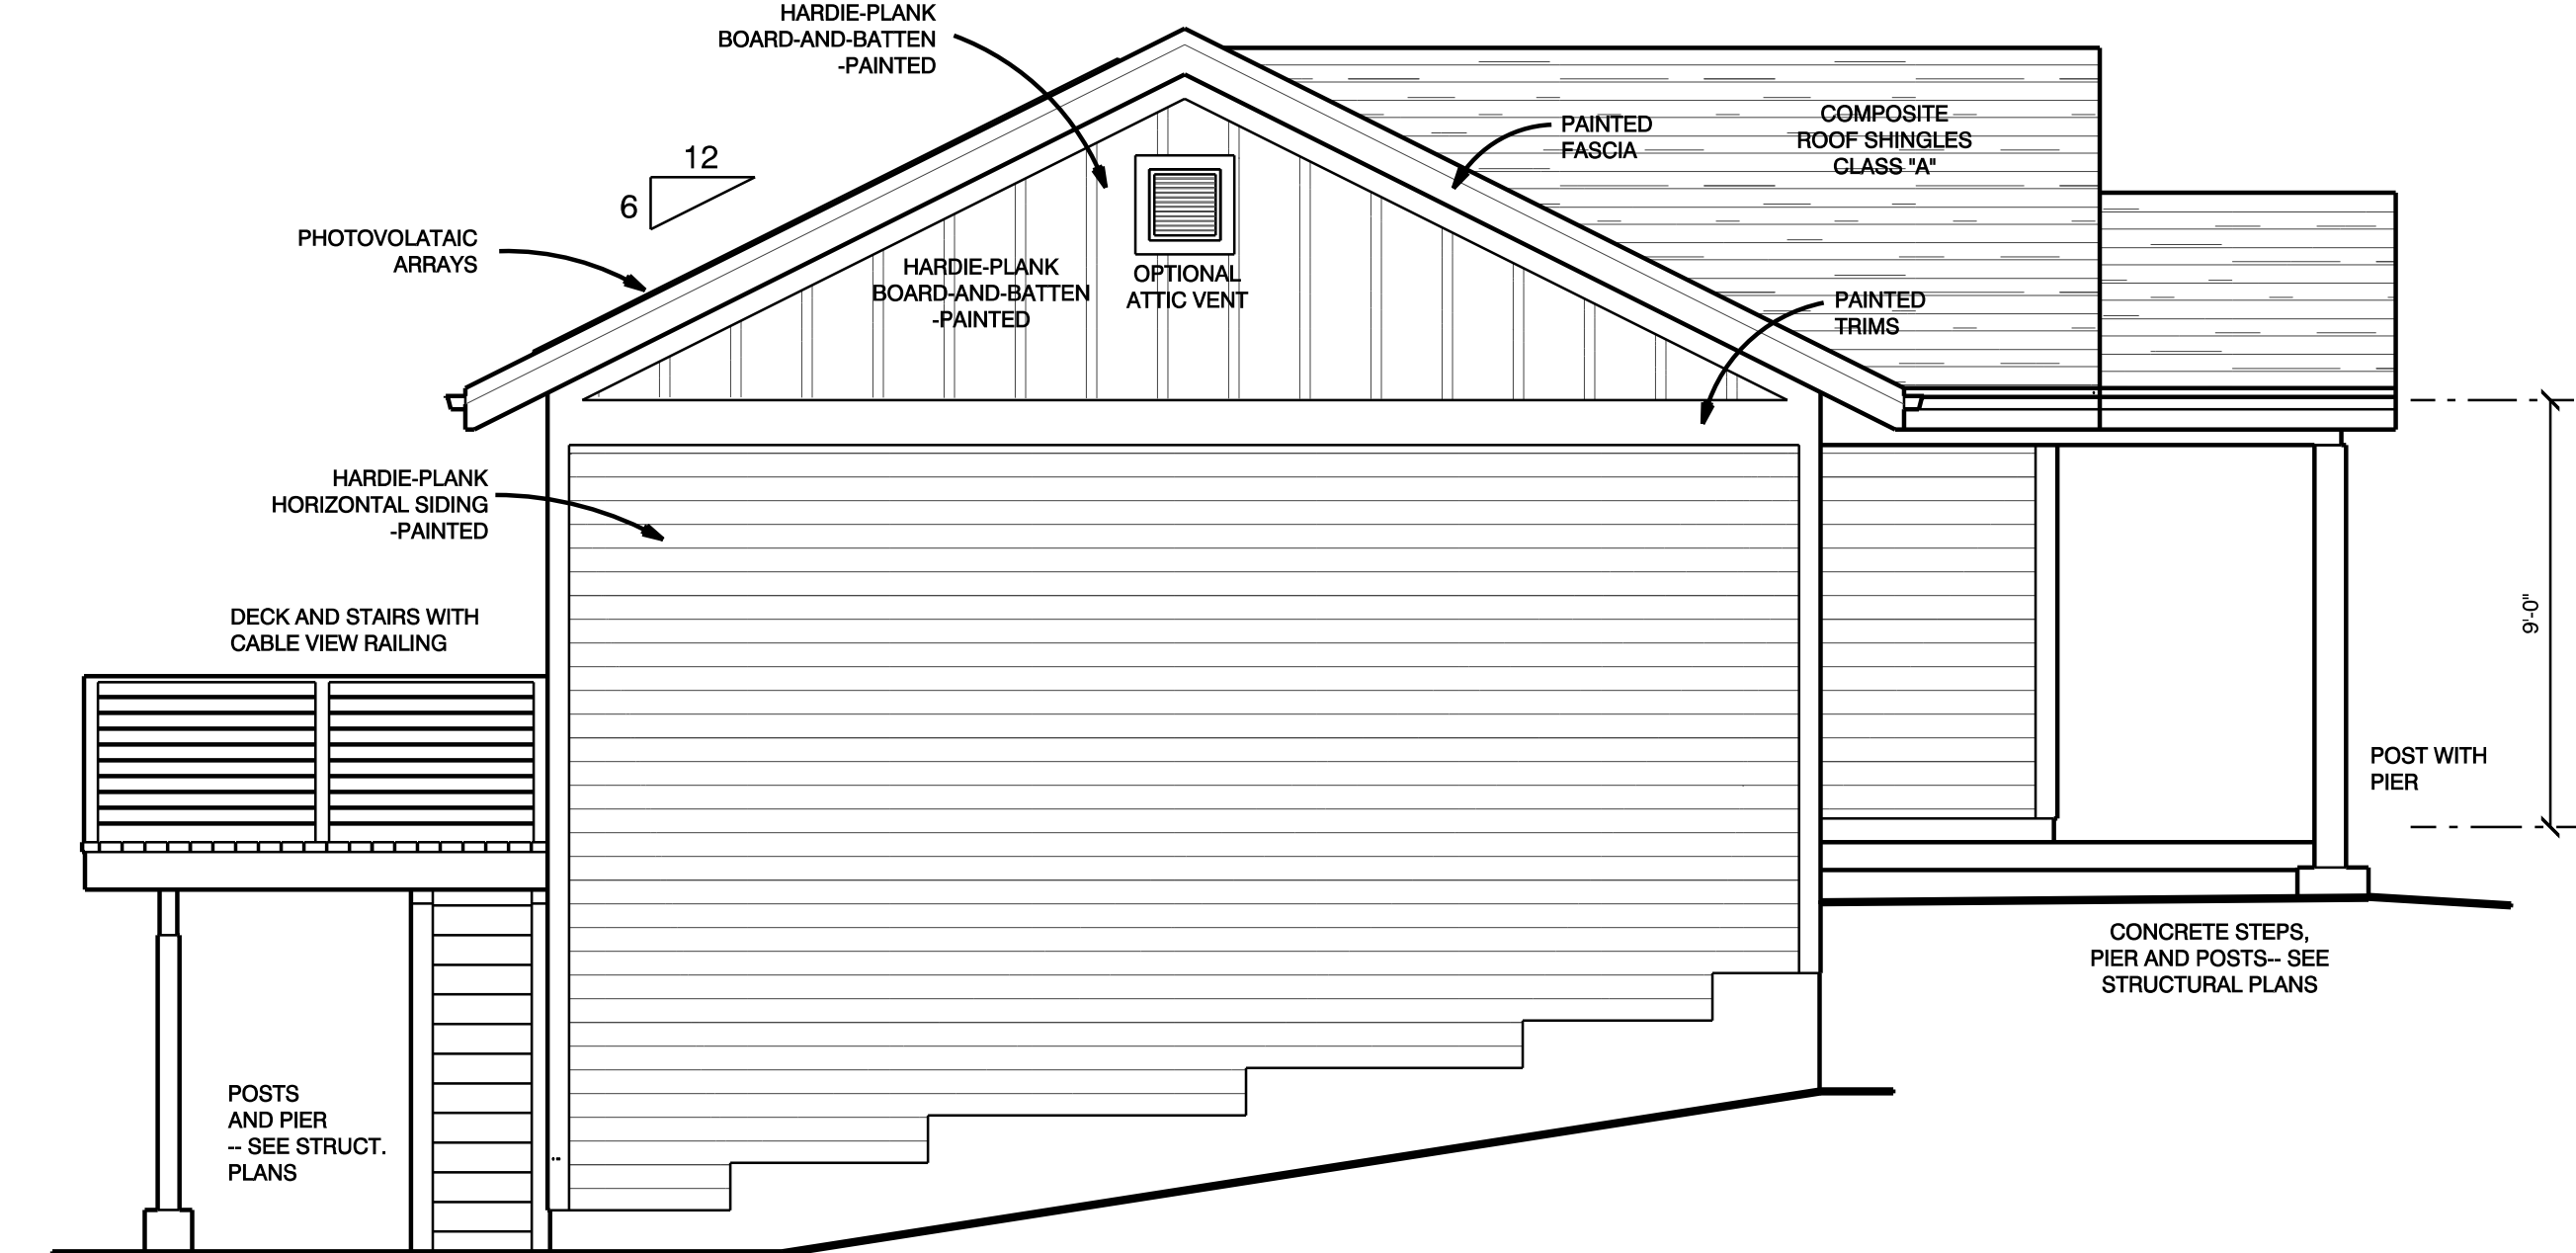 HARDIE-PLANK
BOARD-AND-BATTEN
-PAINTED
12
6
PHOTOVOLATAIC
ARRAYS
PAINTED
FASCIA
COMPOSITE
ROOF SHINGLES
CLASS "A"
HARDIE-PLANK
BOARD-AND-BATTEN
-PAINTED
OPTIONAL
ATTIC VENT
PAINTED
TRIMS
HARDIE-PLANK
HORIZONTAL SIDING
-PAINTED
DECK AND STAIRS WITH
CABLE VIEW RAILING
9'-0"
POST WITH
PIER
CONCRETE STEPS,
PIER AND POSTS-- SEE
STRUCTURAL PLANS
POSTS
AND PIER
-- SEE STRUCT.
PLANS